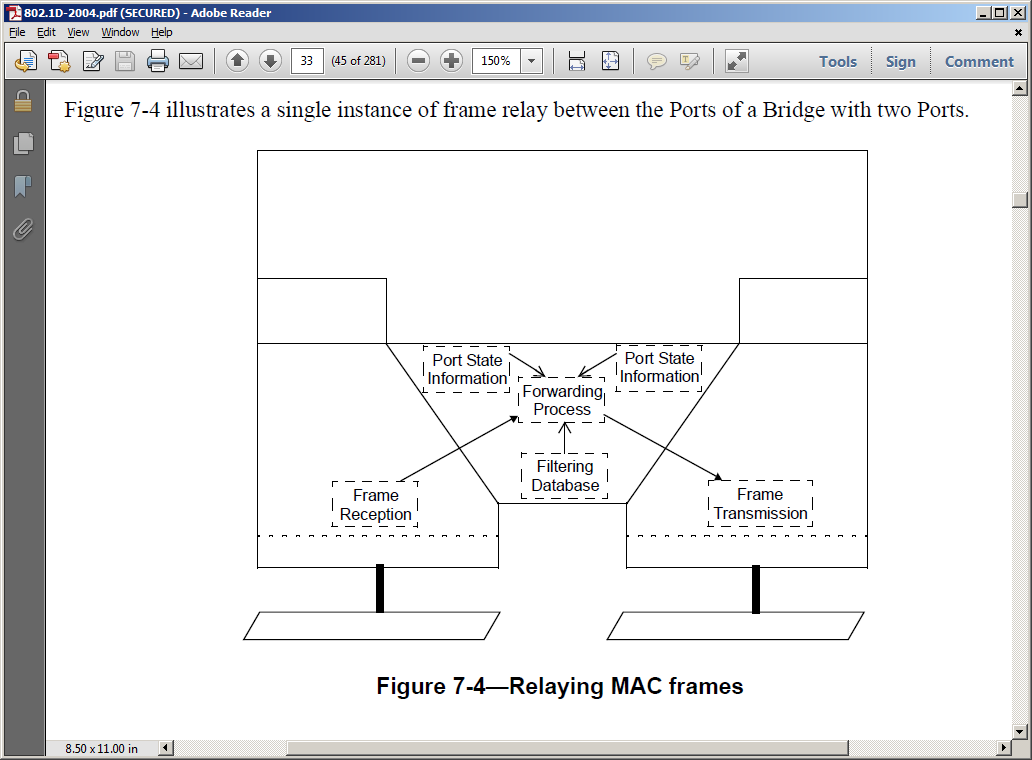 802.1D-2004.pdf (SECURED) - Adobe Reader
File Edit View Window Help
33 (45 of 281) 150% Tools Sign Comment
Figure 7-4 illustrates a single instance of frame relay between the Ports of a Bridge with two Ports.
Port State
Information
Port State
Information
Forwarding
Process
Filtering
Database
Frame
Reception
Frame
Transmission
Figure 7-4—Relaying MAC frames
8.50 x 11.00 in